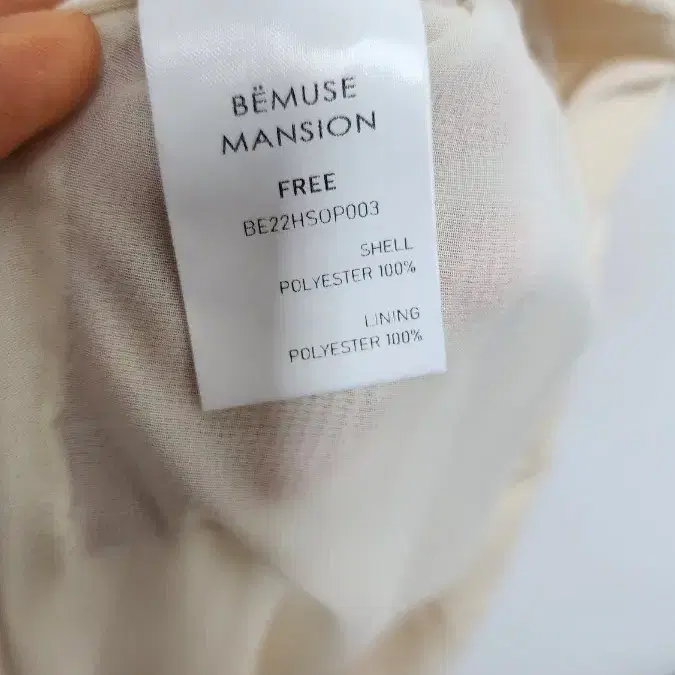 BËMUSE
MANSION
FREE
BE22HSOP003
SHELL
POLYESTER 100%
LINING
POLYESTER 100%